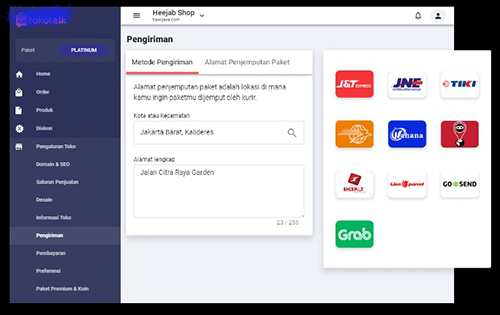 tokotalk
Paket
PLATINUM
Home
Order
Produk
Diskon
Pengaturan Toko
Domain & SEO
Saluran Penjualan
Desain
Informasi Toko
Pengiriman
Pembayaran
Preferensi
Paket Premium & Koin
Heejab Shop
Pengiriman
Metode Pengiriman
Alamat Penjemputan Paket
Alamat penjemputan paket adalah lokasi di mana
kamu ingin paketmu dijemput oleh kurir.
Kota atau kecamatan
Jakarta Barat, Kalideres
Alamat lengkap
Jalan Citra Raya Garden
23 / 255
J&T EXPRESS
JNE
TIKI
Wahana
SICEPAT
Lion parcel
GO SEND
Grab